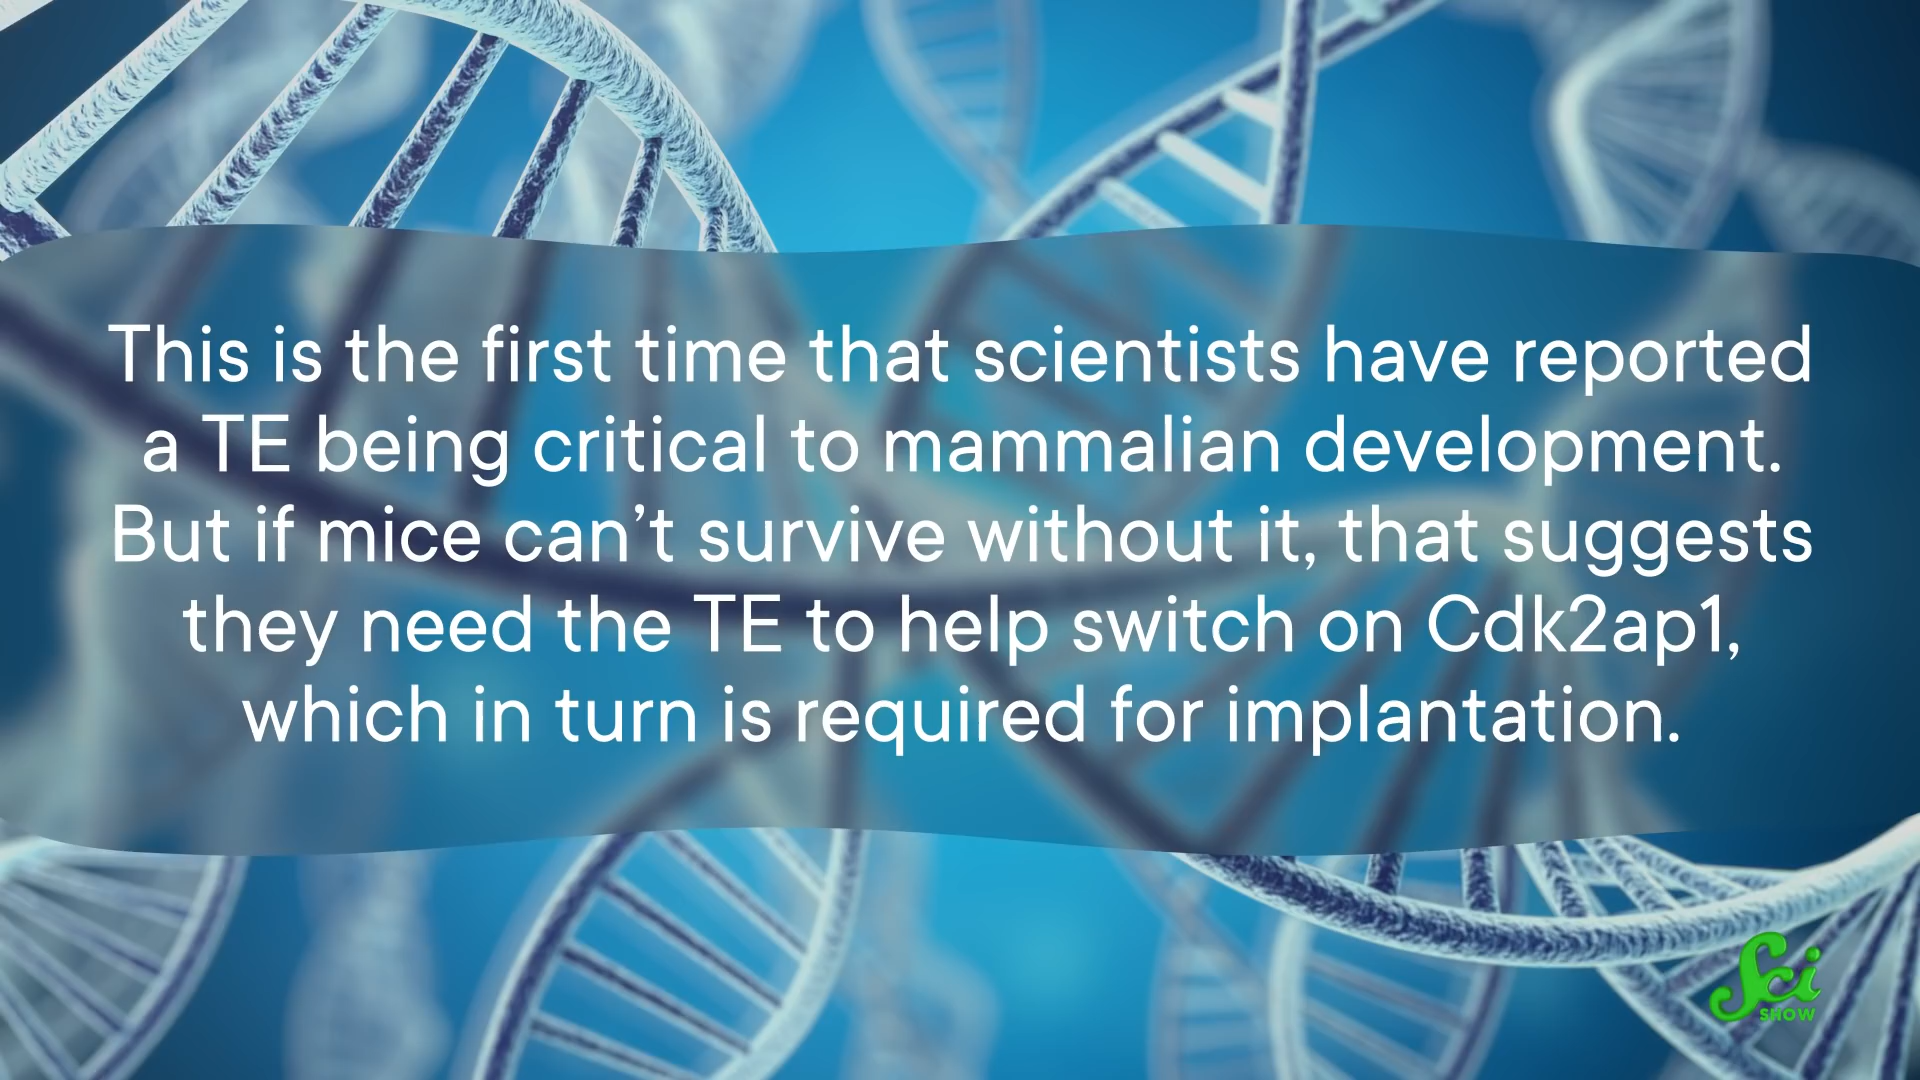 This is the first time that scientists have reported
a TE being critical to mammalian development.
But if mice can’t survive without it, that suggests
they need the TE to help switch on Cdk2ap1,
which in turn is required for implantation.
Sci
SHOW